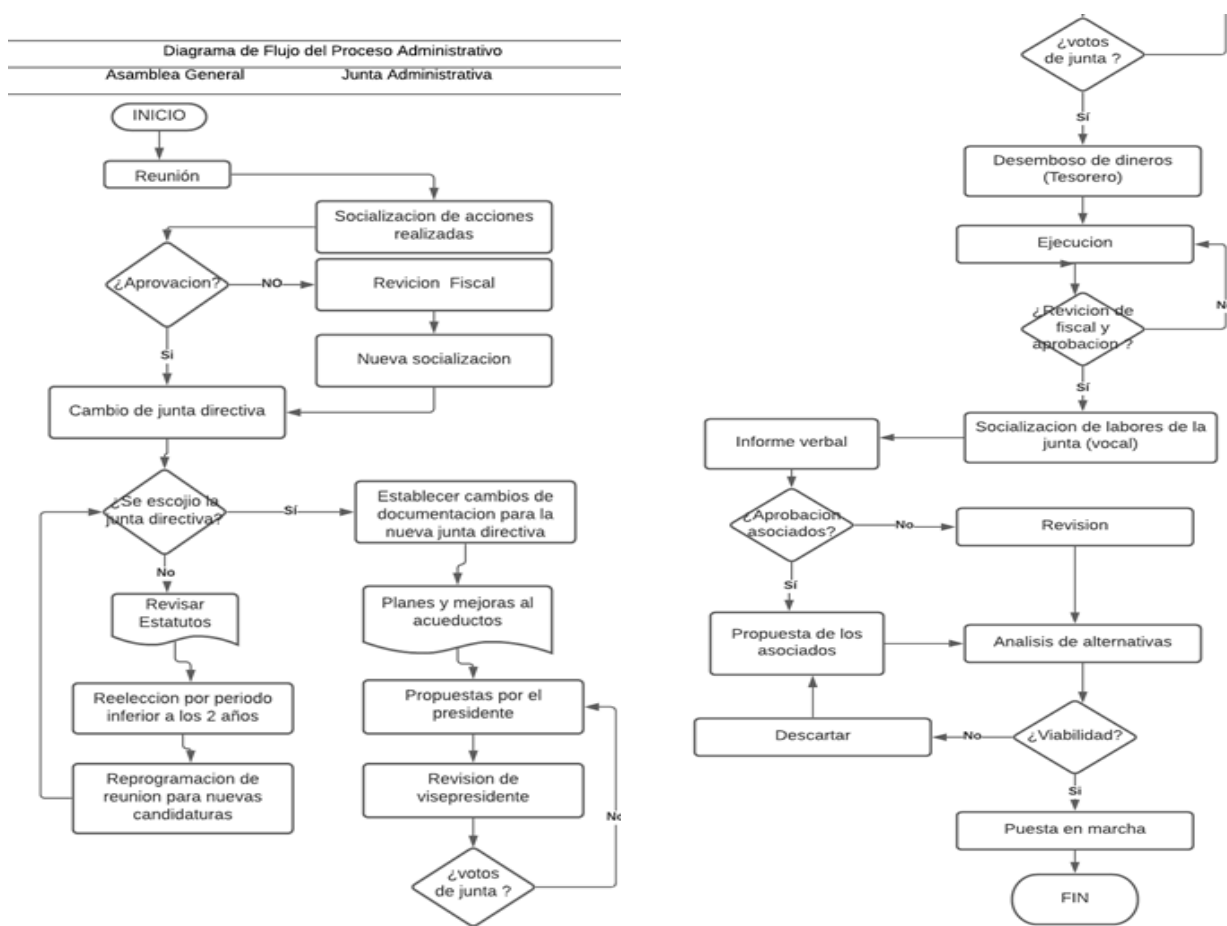 Diagrama de Flujo del Proceso Administrativo
Asamblea General
Junta Administrativa
INICIO
Reunión
Socializacion de acciones
realizadas
¿Aprovacion?
NO
Revicion Fiscal
Si
Nueva socializacion
Cambio de junta directiva
¿Se escojio la
junta directiva?
Sí
Establecer cambios de
documentacion para la
nueva junta directiva
No
Revisar
Estatutos
Planes y mejoras al
acueductos
Reeleccion por periodo
inferior a los 2 años
Propuestas por el
presidente
Reprogramacion de
reunion para nuevas
candidaturas
Revision de
visepresidente
No
¿votos
de junta ?
¿votos
de junta ?
Sí
Desemboso de dineros
(Tesorero)
Ejecucion
¿Revicion de
fiscal y
aprobacion ?
Sí
Socializacion de labores de la
junta (vocal)
Informe verbal
¿Aprobacion
asociados?
No
Revision
Sí
Propuesta de los
asociados
Analisis de alternativas
¿Viabilidad?
No
Descartar
Si
Puesta en marcha
FIN